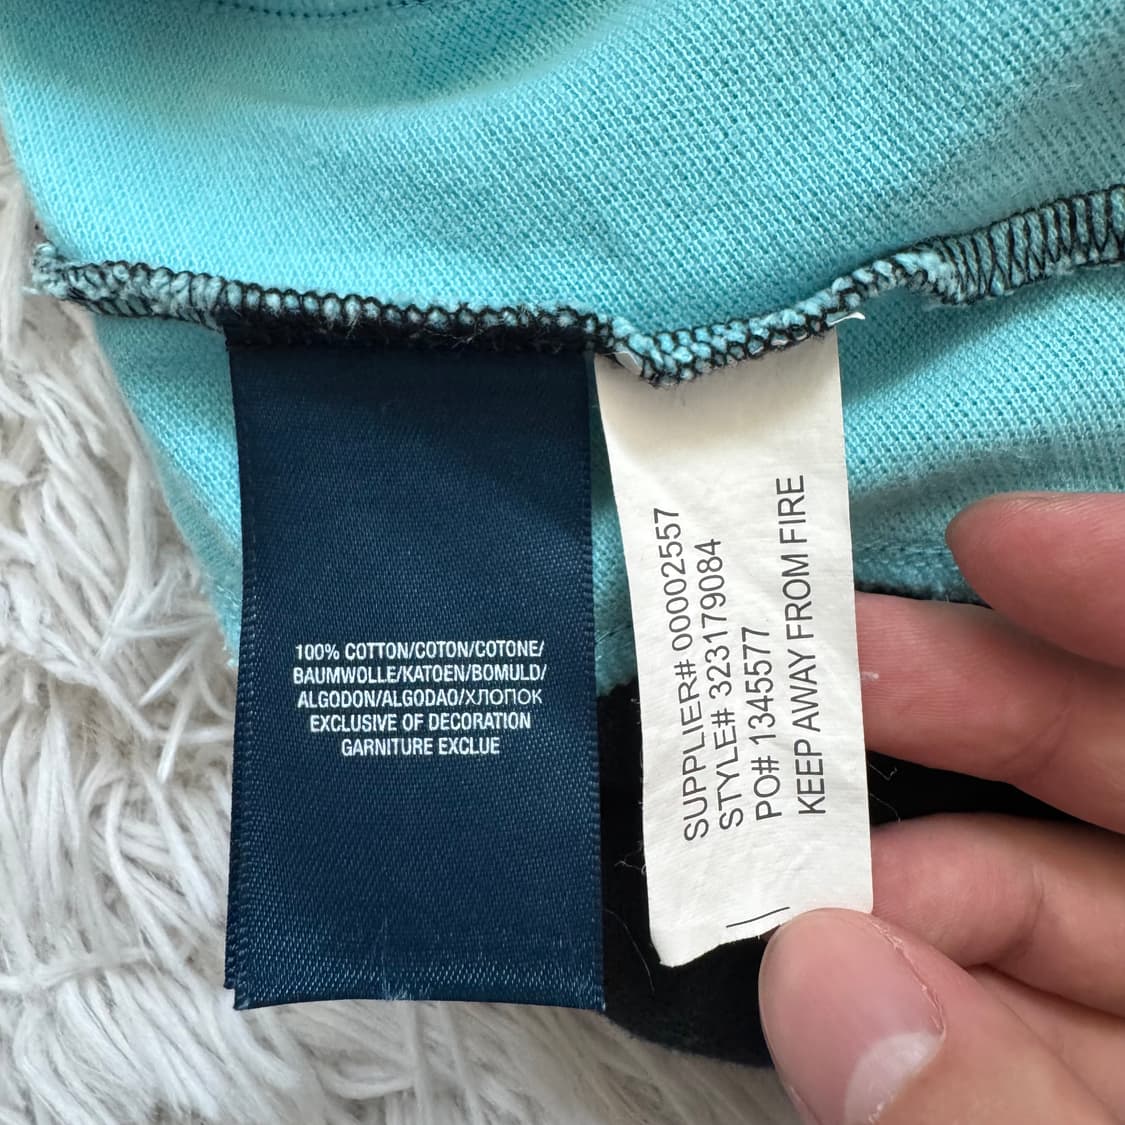 100% COTTON/COTON/COTONE/
BAUMWOLLE/KATOEN/BOMULD/
ALGODON/ALGODAO/ХЛОПОК
EXCLUSIVE OF DECORATION
GARNITURE EXCLUE
SUPPLIER# 00002557
STYLE# 323179084
PO# 1345577
KEEP AWAY FROM FIRE